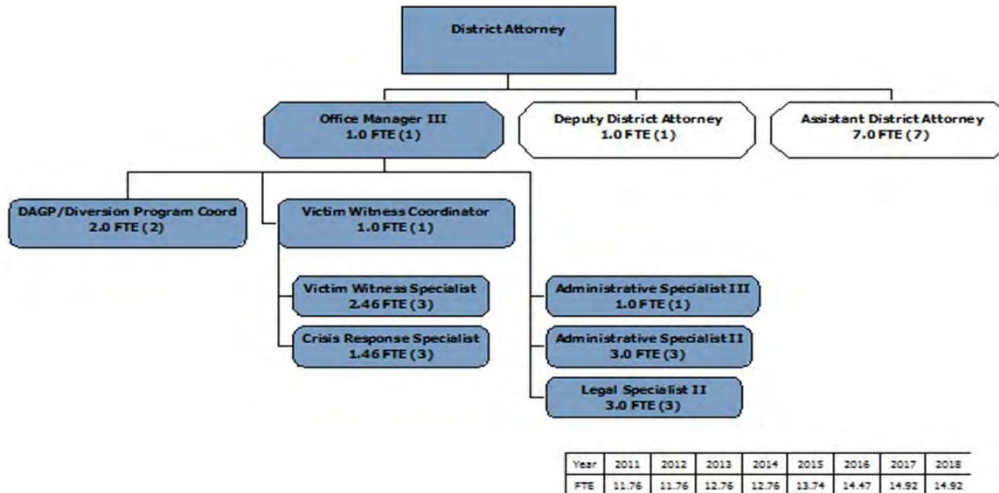 District Attorney
Office Manager III
1.0 FTE (1)
Deputy District Attorney
1.0 FTE (1)
Assistant District Attorney
7.0 FTE (7)
DAGP/Diversion Program Coord
2.0 FTE (2)
Victim Witness Coordinator
1.0 FTE (1)
Victim Witness Specialist
2.46 FTE (3)
Crisis Response Specialist
1.46 FTE (3)
Administrative Specialist III
1.0 FTE (1)
Administrative Specialist II
3.0 FTE (3)
Legal Specialist II
3.0 FTE (3)
Year 2011 2012 2013 2014 2015 2016 2017 2018
FTE 11.76 11.76 12.76 12.76 13.74 14.47 14.92 14.92